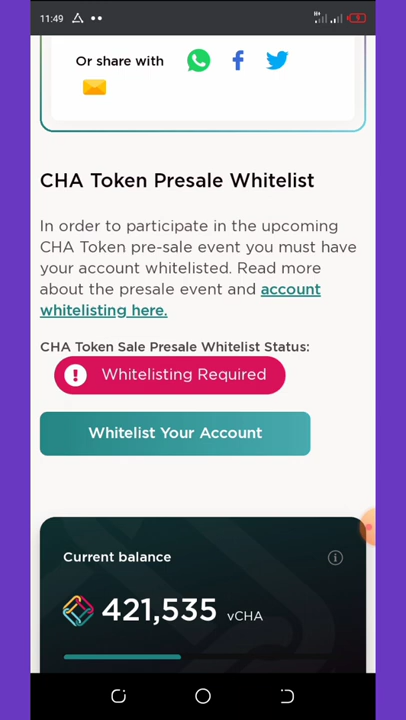 11:49
Or share with
CHA Token Presale Whitelist
In order to participate in the upcoming
CHA Token pre-sale event you must have
your account whitelisted. Read more
about the presale event and account
whitelisting here.
CHA Token Sale Presale Whitelist Status:
Whitelisting Required
Whitelist Your Account
Current balance
421,535 vCHA